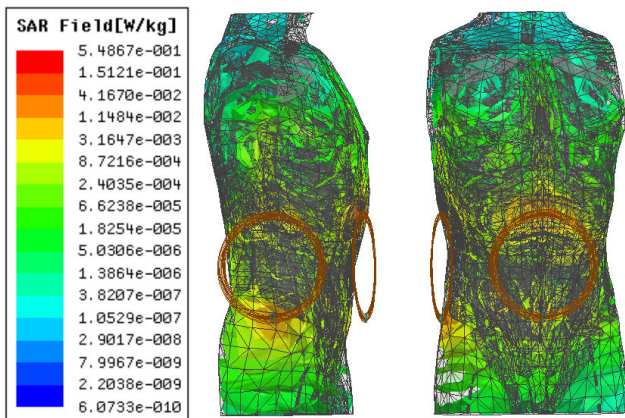 SAR Field[W/kg]
5.4867e-001
1.5121e-001
4.1670e-002
1.1484e-002
3.1647e-003
8.7216e-004
2.4035e-004
6.6238e-005
1.8254e-005
5.0306e-006
1.3864e-006
3.8207e-007
1.0529e-007
2.9017e-008
7.9967e-009
2.2038e-009
6.0733e-010